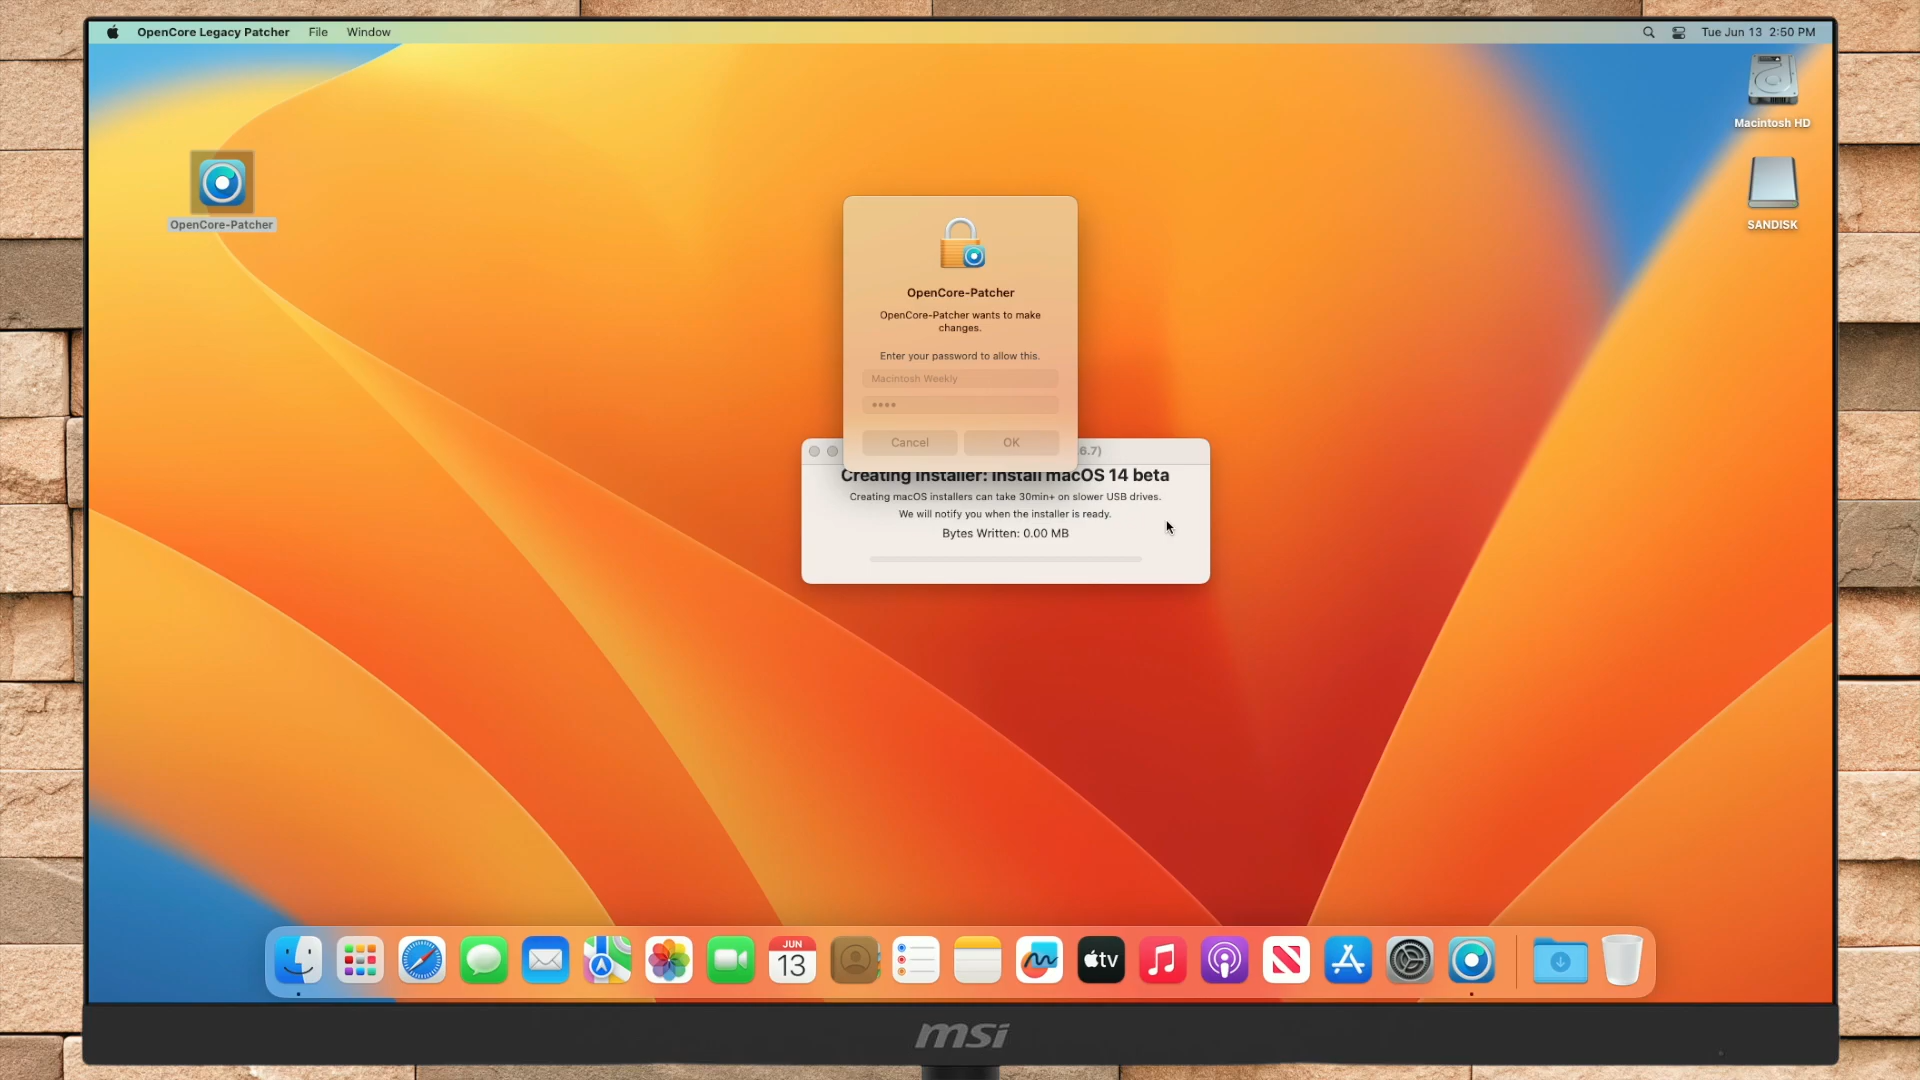 OpenCore Legacy Patcher File Window
Tue Jun 13 2:50 PM
Macintosh HD
OpenCore-Patcher
SANDISK
OpenCore-Patcher
OpenCore-Patcher wants to make
changes.
Enter your password to allow this.
Macintosh Weekly
Cancel OK
6.7)
Creating Installer: Install macOS 14 beta
Creating macOS installers can take 30min+ on slower USB drives.
We will notify you when the installer is ready.
Bytes Written: 0.00 MB
JUN
13
tv
msi